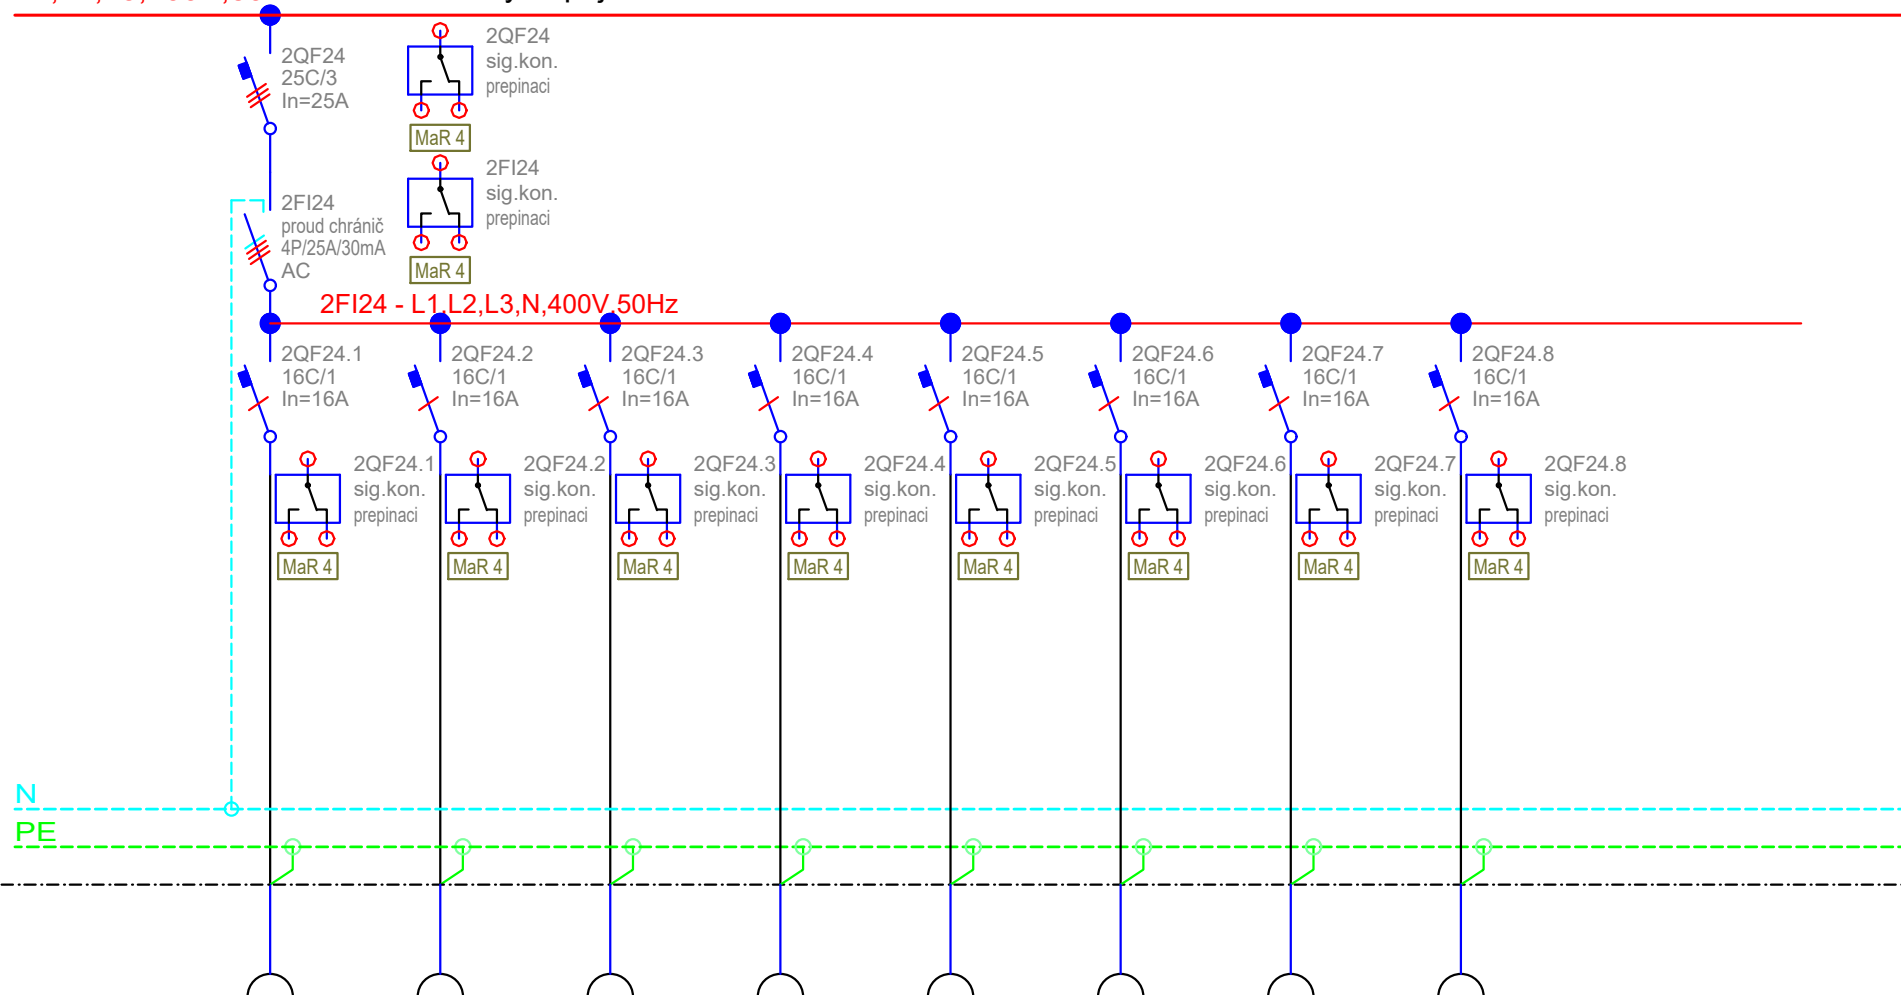 2QF24
25C/3
In=25A
2QF24
sig.kon.
prepinaci
MaR 4
2FI24
proud chránič
4P/25A/30mA
AC
2FI24
sig.kon.
prepinaci
MaR 4
2FI24 - L1,L2,L3,N,400V,50Hz
2QF24.1
16C/1
In=16A
2QF24.2
16C/1
In=16A
2QF24.3
16C/1
In=16A
2QF24.4
16C/1
In=16A
2QF24.5
16C/1
In=16A
2QF24.6
16C/1
In=16A
2QF24.7
16C/1
In=16A
2QF24.8
16C/1
In=16A
2QF24.1
sig.kon.
prepinaci
MaR 4
2QF24.2
sig.kon.
prepinaci
MaR 4
2QF24.3
sig.kon.
prepinaci
MaR 4
2QF24.4
sig.kon.
prepinaci
MaR 4
2QF24.5
sig.kon.
prepinaci
MaR 4
2QF24.6
sig.kon.
prepinaci
MaR 4
2QF24.7
sig.kon.
prepinaci
MaR 4
2QF24.8
sig.kon.
prepinaci
MaR 4
N
PE